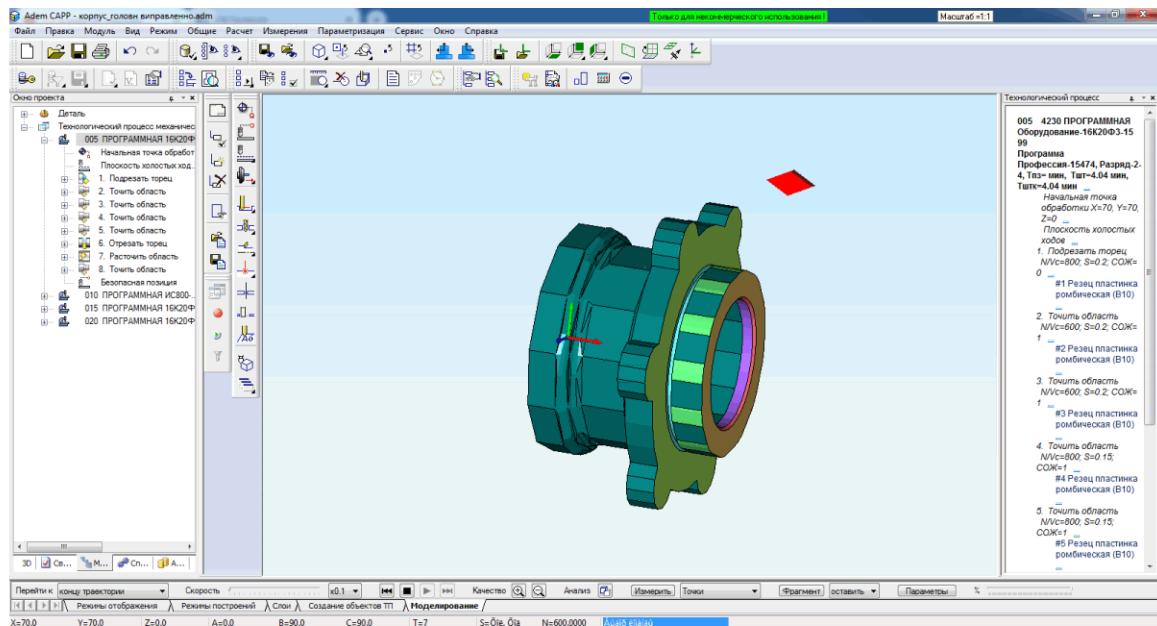 Adem CAPP - корпус_головн виправленно.adm
Только для некоммерческого использования !
Масштаб =1:1
Файл Правка Модуль Вид Режим Общие Расчет Измерения Параметризация Сервис Окно Справка
Окно проекта
Деталь
Технологический процесс механичес
005 ПРОГРАММНАЯ 16К20Ф
Начальная точка обработ
Плоскость холостых ход
1. Подрезать торец
2. Точить область
3. Точить область
4. Точить область
5. Точить область
6. Отрезать торец
7. Расточить область
8. Точить область
Безопасная позиция
010 ПРОГРАММНАЯ ИС800-
015 ПРОГРАММНАЯ 16К20Ф
020 ПРОГРАММНАЯ 16К20Ф
3D Св... М... Сп... А...
Технологический процесс
005 4230 ПРОГРАММНАЯ
Оборудование-16К20Ф3-15
99
Программа
Профессия-15474, Разряд-2-
4, Тпз= мин, Тшт=4.04 мин,
Тштк=4.04 мин ...
Начальная точка
обработки X=70, Y=70,
Z=0 ...
Плоскость холостых
ходов ...
1. Подрезать торец
N/Vc=800; S=0.2; СОЖ=
0 ...
#1 Резец пластинка
ромбическая (B10)
...
2. Точить область
N/Vc=600; S=0.2; СОЖ=
1 ...
#2 Резец пластинка
ромбическая (B10)
...
3. Точить область
N/Vc=600; S=0.2; СОЖ=
1 ...
#3 Резец пластинка
ромбическая (B10)
...
4. Точить область
N/Vc=800; S=0.15;
СОЖ=1 ...
#4 Резец пластинка
ромбическая (B10)
...
5. Точить область
N/Vc=800; S=0.15;
СОЖ=1 ...
#5 Резец пластинка
ромбическая (B10)
...
Перейти к концу траектории Скорость x0.1 Качество Анализ Измерить Точки Фрагмент оставить Параметры %
Режимы отображения Режимы построений Слои Создание объектов ТП Моделирование
X=70.0 Y=70.0 Z=0.0 A=0.0 B=90.0 C=90.0 T=7 S=Ôîê. Ôîà N=600.0000